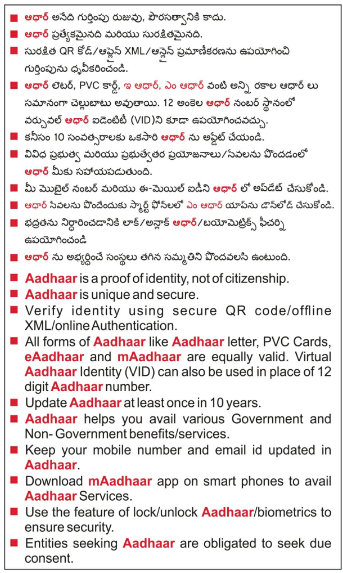 ఆధార్ అనేది గుర్తింపు రుజువు, పౌరసత్వానికి కాదు.
ఆధార్ ప్రత్యేకమైనది మరియు సురక్షితమైనది.
సురక్షిత QR కోడ్/ఆఫ్లైన్ XML/ఆన్లైన్ ప్రమాణీకరణను ఉపయోగించి
గుర్తింపును ధృవీకరించండి.
ఆధార్ లెటర్, PVC కార్డ్, ఇ ఆధార్, ఎం ఆధార్ వంటి అన్ని రకాల ఆధార్ లు
సమానంగా చెల్లుబాటు అవుతాయి. 12 అంకెల ఆధార్ నంబర్ స్థానంలో
వర్చువల్ ఆధార్ ఐడెంటిటీ (VID)ని కూడా ఉపయోగించవచ్చు.
కనీసం 10 సంవత్సరాలకు ఒకసారి ఆధార్ ను అప్డేట్ చేయండి.
వివిధ ప్రభుత్వ మరియు ప్రభుత్వేతర ప్రయోజనాలు/సేవలను పొందడంలో
ఆధార్ మీకు సహాయపడుతుంది.
మీ మొబైల్ నంబర్ మరియు ఈ-మెయిల్ ఐడీని ఆధార్ లో అప్‌డేట్ చేసుకోండి.
ఆధార్ సేవలను పొందేందుకు స్మార్ట్ ఫోన్‌లలో ఎం ఆధార్ యాప్‌ను డౌన్‌లోడ్ చేసుకోండి.
భద్రతను నిర్ధారించడానికి లాక్/అన్లాక్ ఆధార్/బయోమెట్రిక్స్ ఫీచర్ని
ఉపయోగించండి
ఆధార్ ను అభ్యర్థించే సంస్థలు తగిన సమ్మతిని పొందవలసి ఉంటుంది.
Aadhaar is a proof of identity, not of citizenship.
Aadhaar is unique and secure.
Verify identity using secure QR code/offline
XML/online Authentication.
All forms of Aadhaar like Aadhaar letter, PVC Cards,
eAadhaar and mAadhaar are equally valid. Virtual
Aadhaar Identity (VID) can also be used in place of 12
digit Aadhaar number.
Update Aadhaar at least once in 10 years.
Aadhaar helps you avail various Government and
Non- Government benefits/services.
Keep your mobile number and email id updated in
Aadhaar.
Download mAadhaar app on smart phones to avail
Aadhaar Services.
Use the feature of lock/unlock Aadhaar/biometrics to
ensure security.
Entities seeking Aadhaar are obligated to seek due
consent.